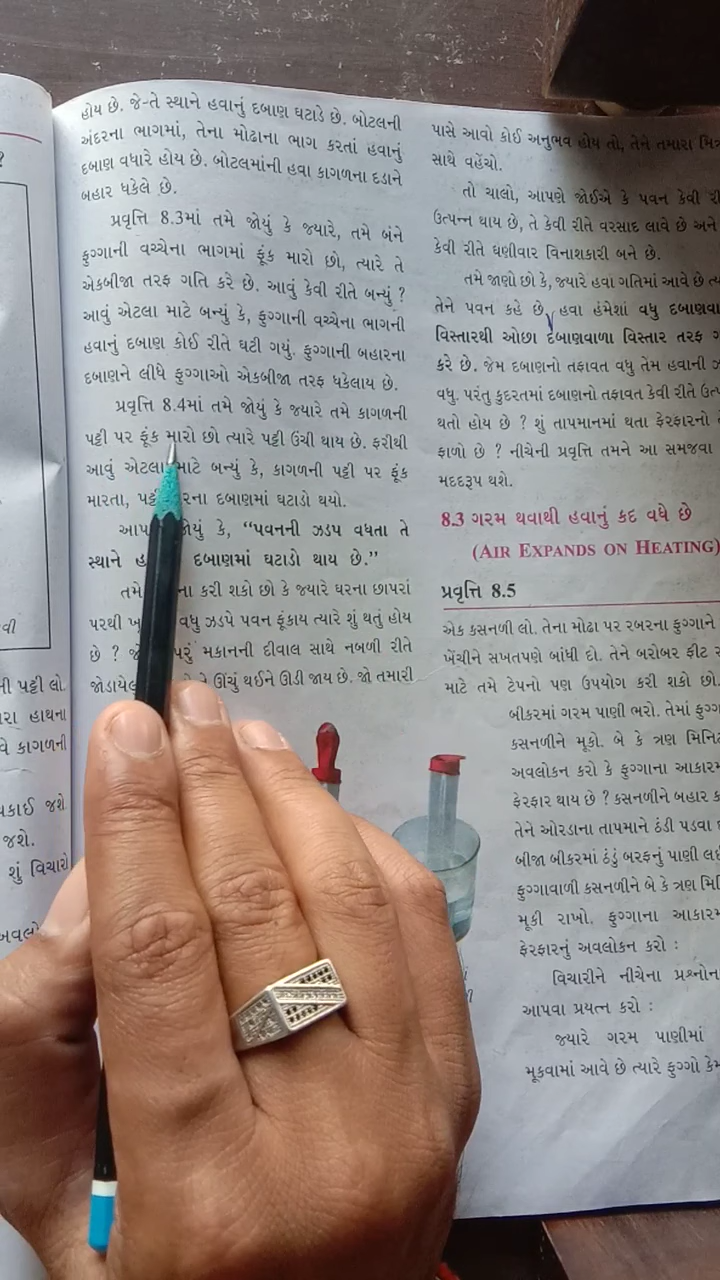 હોય છે. જે-તે સ્થાને હવાનું દબાણ ઘટાડે છે. બોટલની
અંદરના ભાગમાં, તેના મોઢાના ભાગ કરતાં હવાનું
દબાણ વધારે હોય છે. બોટલમાંની હવા કાગળના દડાને
બહાર ધકેલે છે.
પ્રવૃત્તિ 8.3માં તમે જોયું કે જ્યારે, તમે બંને
ફુગ્ગાની વચ્ચેના ભાગમાં ફૂંક મારો છો, ત્યારે તે
એકબીજા તરફ ગતિ કરે છે. આવું કેવી રીતે બન્યું ?
આવું એટલા માટે બન્યું કે, ફુગ્ગાની વચ્ચેના ભાગની
હવાનું દબાણ કોઈ રીતે ઘટી ગયું. ફુગ્ગાની બહારના
દબાણને લીધે ફુગ્ગાઓ એકબીજા તરફ ધકેલાય છે.
પ્રવૃત્તિ 8.4માં તમે જોયું કે જ્યારે તમે કાગળની
પટ્ટી પર ફૂંક મારો છો ત્યારે પટ્ટી ઉંચી થાય છે. ફરીથી
આવું એટલા માટે બન્યું કે, કાગળની પટ્ટી પર ફૂંક
મારતા, રના દબાણમાં ઘટાડો થયો.
આપ જોયું કે, “પવનની ઝડપ વધતા તે
સ્થાને હ દબાણમાં ઘટાડો થાય છે.”
તમે ના કરી શકો છો કે જ્યારે ઘરના છાપરાં
પરથી ખુ વધુ ઝડપે પવન ફૂંકાય ત્યારે શું થતું હોય
છે ? પરું મકાનની દીવાલ સાથે નબળી રીતે
જોડાયેલ ઊંચું થઈને ઊડી જાય છે. જો તમારી
પાસે આવો કોઈ અનુભવ હોય તો, તેને તમારા મિત્ર
સાથે વહેંચો.
તો ચાલો, આપણે જોઈએ કે પવન કેવી રી
ઉત્પન્ન થાય છે, તે કેવી રીતે વરસાદ લાવે છે અને
કેવી રીતે ઘણીવાર વિનાશકારી બને છે.
તમે જાણો છો કે, જ્યારે હવા ગતિમાં આવે છે ત્ય
તેને પવન કહે છે, હવા હંમેશાં વધુ દબાણવા
વિસ્તારથી ઓછા દબાણવાળા વિસ્તાર તરફ ગ
કરે છે. જેમ દબાણનો તફાવત વધુ તેમ હવાની ઝ
વધુ. પરંતુ કુદરતમાં દબાણનો તફાવત કેવી રીતે ઉત્પ
થતો હોય છે ? શું તાપમાનમાં થતા ફેરફારનો
ફાળો છે ? નીચેની પ્રવૃત્તિ તમને આ સમજવા
મદદરૂપ થશે.
8.3 ગરમ થવાથી હવાનું કદ વધે છે
(AIR EXPANDS ON HEATING)
પ્રવૃત્તિ 8.5
એક કસનળી લો. તેના મોઢા પર રબરના ફુગ્ગાને
ખેંચીને સખતપણે બાંધી દો. તેને બરોબર ફીટ ક
માટે તમે ટેપનો પણ ઉપયોગ કરી શકો છો.
બીકરમાં ગરમ પાણી ભરો. તેમાં ફુગ્
કસનળીને મૂકો. બે કે ત્રણ મિનિ
અવલોકન કરો કે ફુગ્ગાના આકારમ
ફેરફાર થાય છે ? કસનળીને બહાર ક
તેને ઓરડાના તાપમાને ઠંડી પડવા
બીજા બીકરમાં ઠંડું બરફનું પાણી લ
ફુગ્ગાવાળી કસનળીને બે કે ત્રણ મિ
મૂકી રાખો. ફુગ્ગાના આકારમ
ફેરફારનું અવલોકન કરો :
વિચારીને નીચેના પ્રશ્નોન
આપવા પ્રયત્ન કરો :
જ્યારે ગરમ પાણીમાં
મૂકવામાં આવે છે ત્યારે ફુગ્ગો કેમ